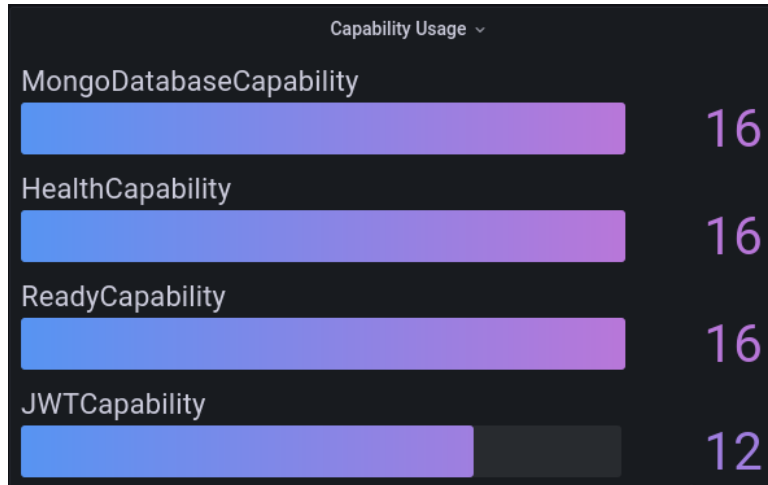 Capability Usage
MongoDatabaseCapability
16
HealthCapability
16
ReadyCapability
16
JWTCapability
12